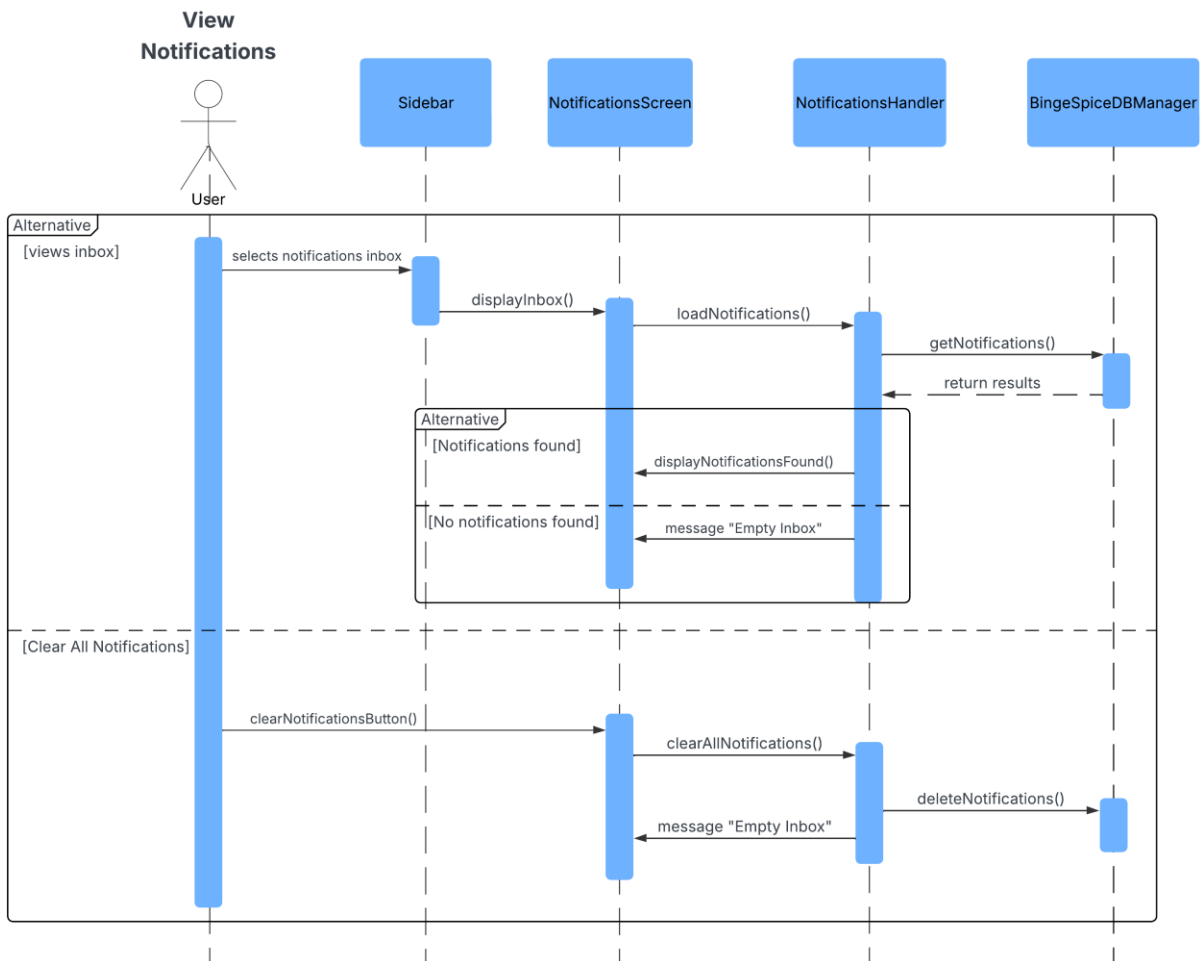 View
Notifications
Sidebar
NotificationsScreen
NotificationsHandler
BingeSpiceDBManager
User
Alternative
[views inbox]
selects notifications inbox
displayInbox()
loadNotifications()
getNotifications()
return results
Alternative
[Notifications found]
displayNotificationsFound()
[No notifications found]
message "Empty Inbox"
[Clear All Notifications]
clearNotificationsButton()
clearAllNotifications()
deleteNotifications()
message "Empty Inbox"